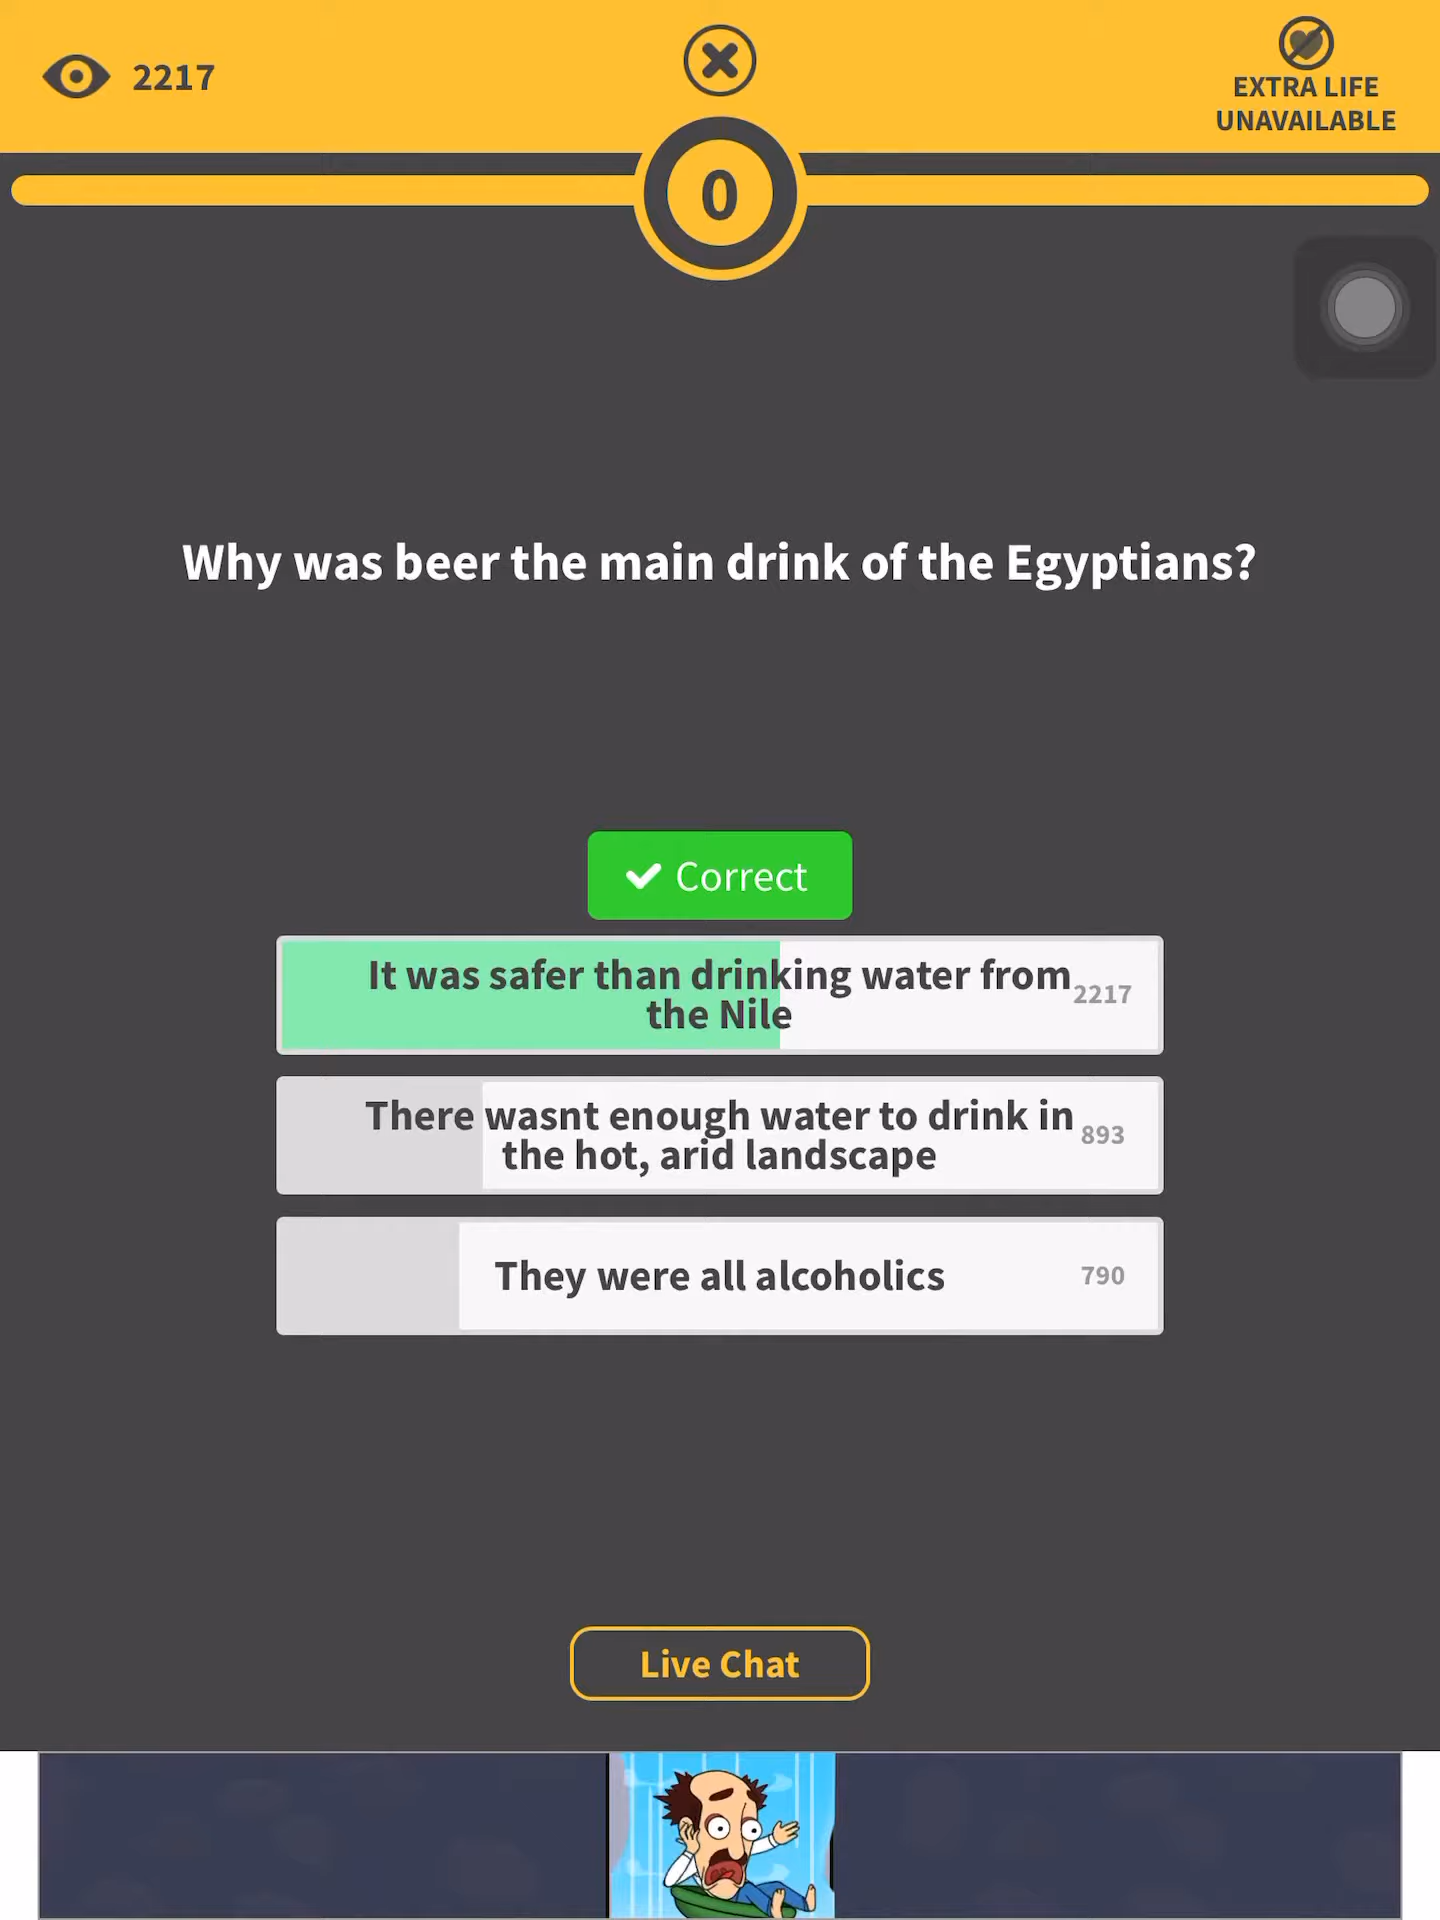 2217
EXTRA LIFE
UNAVAILABLE
0
Why was beer the main drink of the Egyptians?
Correct
It was safer than drinking water from
the Nile
2217
There wasnt enough water to drink in
the hot, arid landscape
893
They were all alcoholics
790
Live Chat